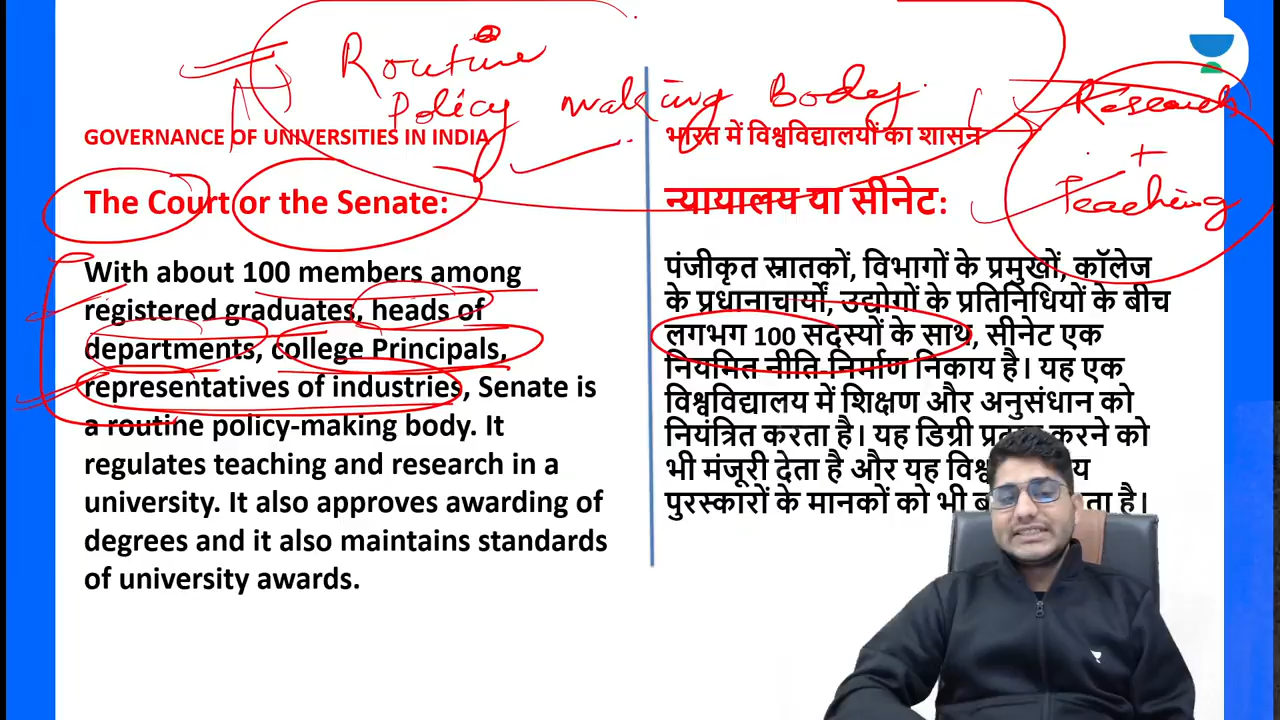 Routine
Policy making Body.
Research
+
Teaching
GOVERNANCE OF UNIVERSITIES IN INDIA
The Court or the Senate:
With about 100 members among
registered graduates, heads of
departments, college Principals,
representatives of industries, Senate is
a routine policy-making body. It
regulates teaching and research in a
university. It also approves awarding of
degrees and it also maintains standards
of university awards.
भारत में विश्वविद्यालयों का शासन
न्यायालय या सीनेट:
पंजीकृत स्नातकों, विभागों के प्रमुखों, कॉलेज
के प्रधानाचार्यों, उद्योगों के प्रतिनिधियों के बीच
लगभग 100 सदस्यों के साथ, सीनेट एक
नियमित नीति-निर्माण निकाय है। यह एक
विश्वविद्यालय में शिक्षण और अनुसंधान को
नियंत्रित करता है। यह डिग्री करने को
भी मंजूरी देता है और यह
पुरस्कारों के मानकों को भी है।